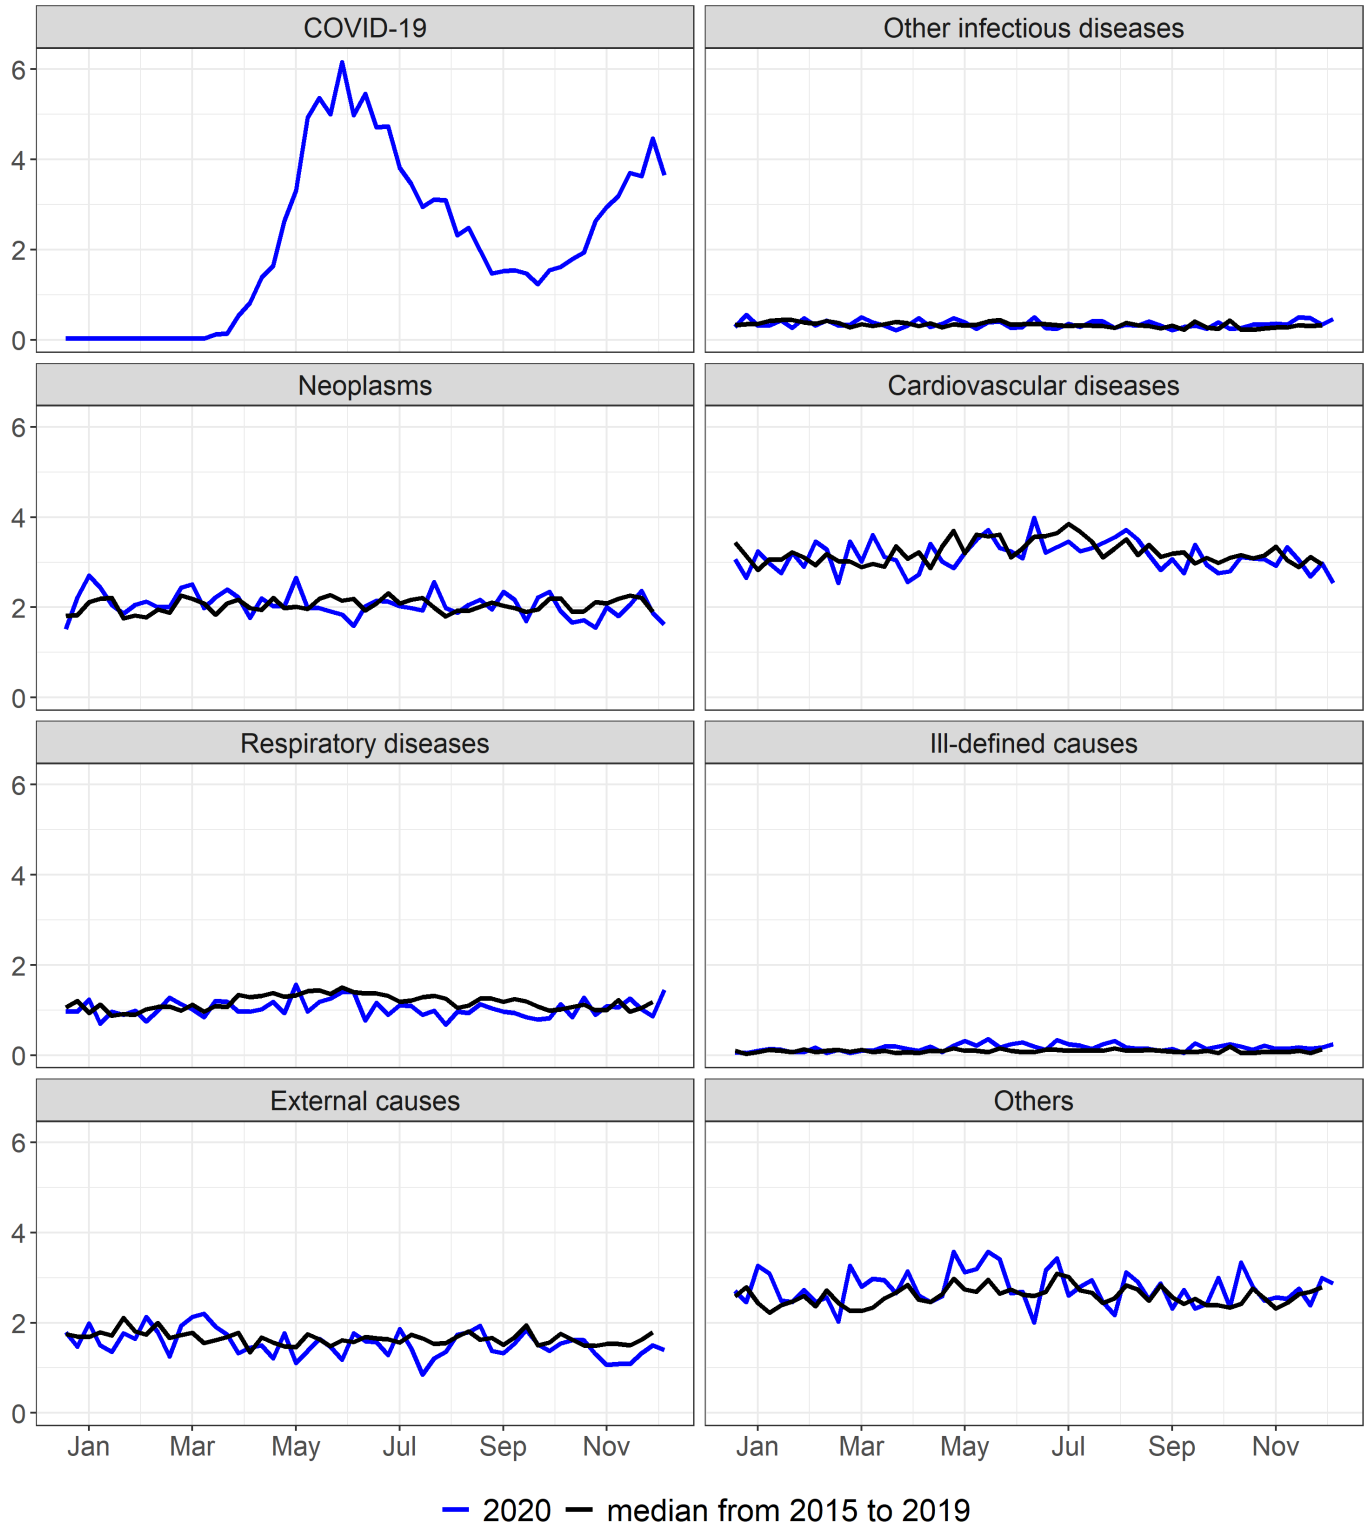 COVID-19
Other infectious diseases
6
4
2
0
Neoplasms
Cardiovascular diseases
6
4
2
0
Respiratory diseases
Ill-defined causes
6
4
2
0
External causes
Others
6
4
2
0
Jan Mar May Jul Sep Nov
Jan Mar May Jul Sep Nov
2020 median from 2015 to 2019